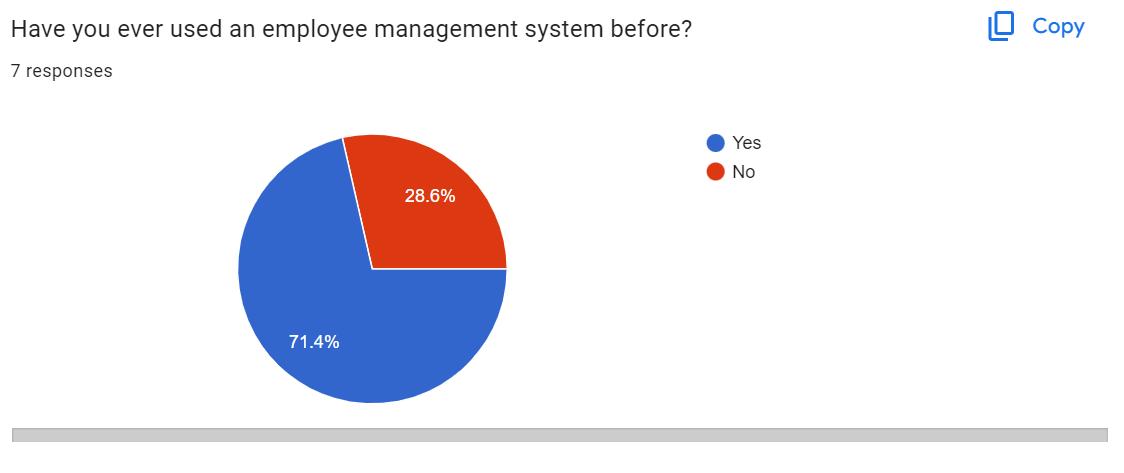 Have you ever used an employee management system before?
Copy
7 responses
Yes
No
28.6%
71.4%